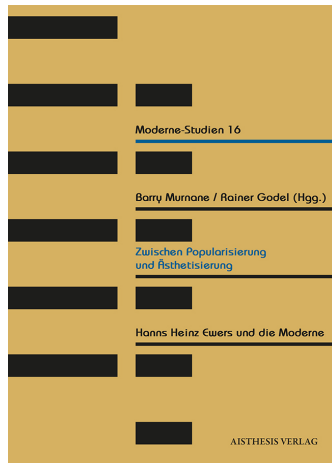 Moderne-Studien 16
Barry Murnane / Rainer Godel (Hgg.)
Zwischen Popularisierung
und Ästhetisierung
Hanns Heinz Ewers und die Moderne
AISTHESIS VERLAG